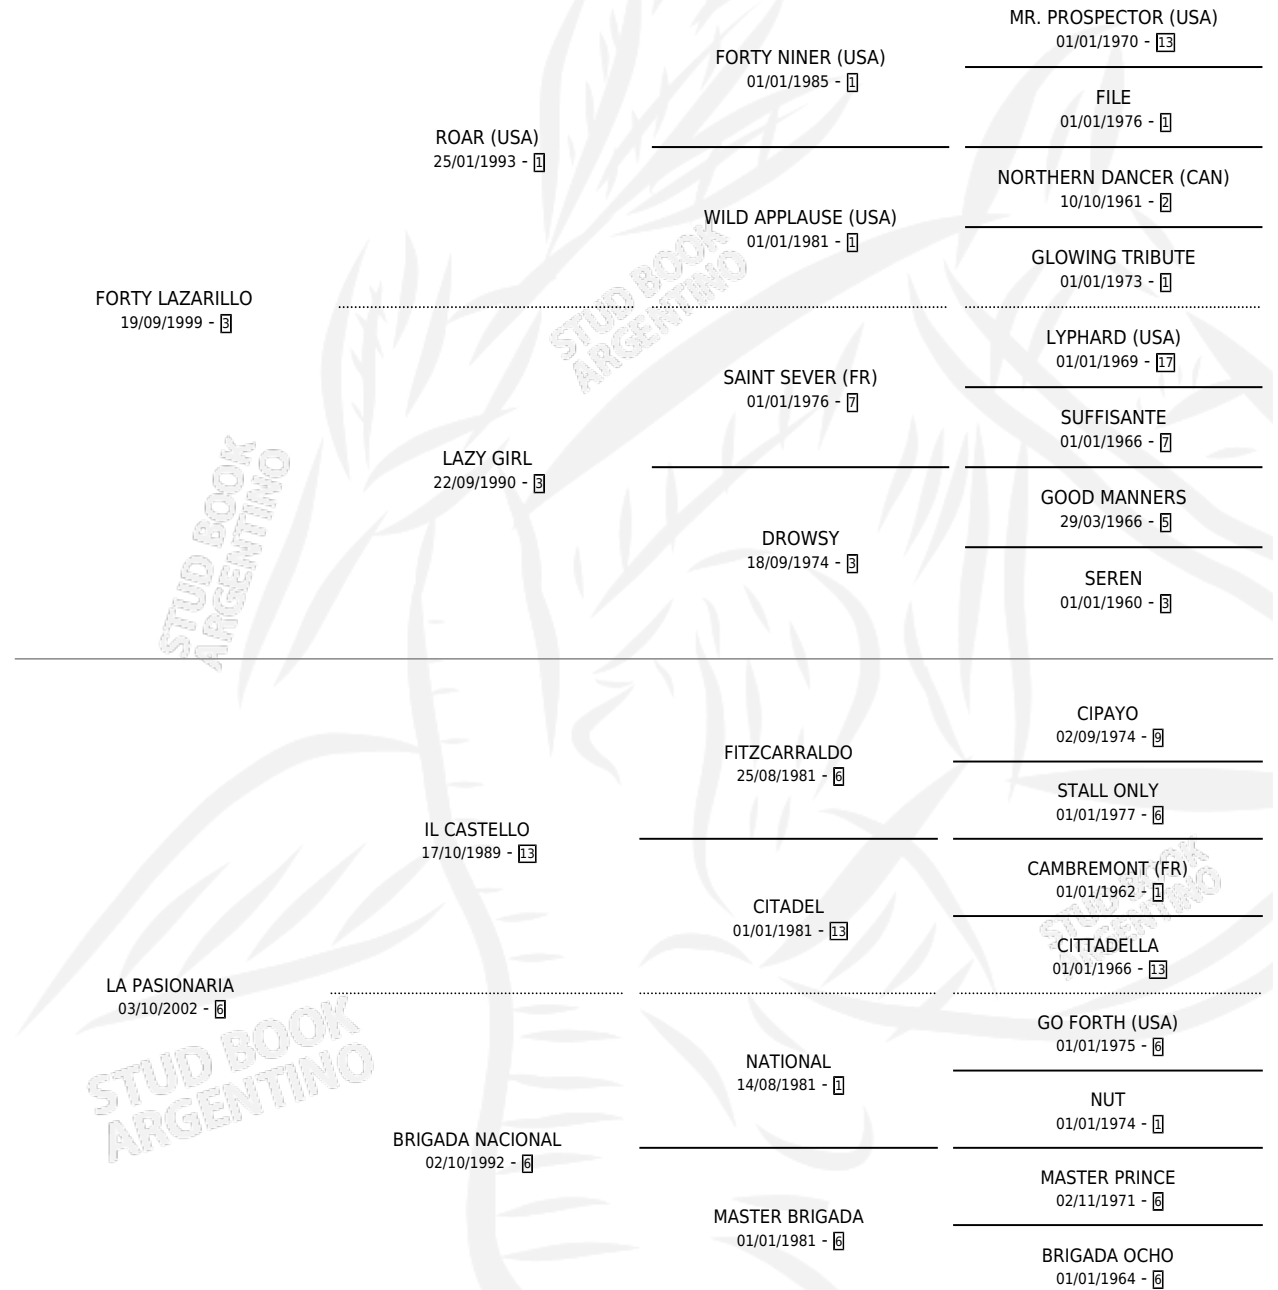 MR. PROSPECTOR (USA)
01/01/1970 - 13
FORTY NINER (USA)
01/01/1985 - 1
FILE
01/01/1976 - 1
ROAR (USA)
25/01/1993 - 1
NORTHERN DANCER (CAN)
10/10/1961 - 2
WILD APPLAUSE (USA)
01/01/1981 - 1
GLOWING TRIBUTE
01/01/1973 - 1
FORTY LAZARILLO
19/09/1999 - 3
LYPHARD (USA)
01/01/1969 - 17
SAINT SEVER (FR)
01/01/1976 - 7
SUFFISANTE
01/01/1966 - 7
LAZY GIRL
22/09/1990 - 3
GOOD MANNERS
29/03/1966 - 5
DROWSY
18/09/1974 - 3
SEREN
01/01/1960 - 3
CIPAYO
02/09/1974 - 9
FITZCARRALDO
25/08/1981 - 6
STALL ONLY
01/01/1977 - 6
IL CASTELLO
17/10/1989 - 13
CAMBREMONT (FR)
01/01/1962 - 1
CITADEL
01/01/1981 - 13
CITTADELLA
01/01/1966 - 13
LA PASIONARIA
03/10/2002 - 6
GO FORTH (USA)
01/01/1975 - 6
NATIONAL
14/08/1981 - 1
NUT
01/01/1974 - 1
BRIGADA NACIONAL
02/10/1992 - 6
MASTER PRINCE
02/11/1971 - 6
MASTER BRIGADA
01/01/1981 - 6
BRIGADA OCHO
01/01/1964 - 6
STUD BOOK
ARGENTINO
STUD BOOK
ARGENTINO
STUD BOOK
ARGENTINO
STUD BOOK
ARGENTINO